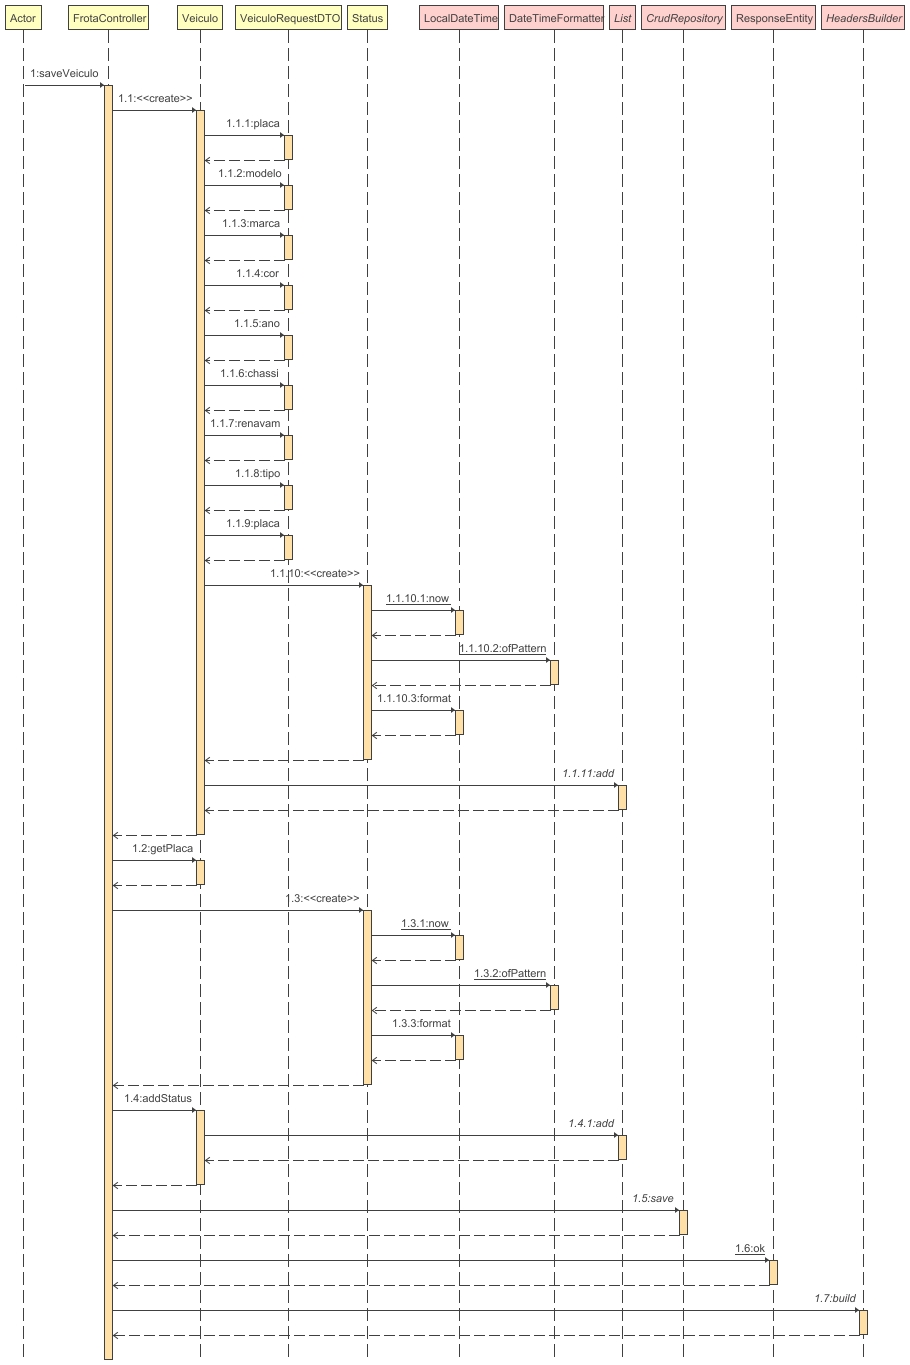 Actor
FrotaController
Veiculo
VeiculoRequestDTO
Status
LocalDateTime
DateTimeFormatter
List
CrudRepository
ResponseEntity
HeadersBuilder
1:saveVeiculo
1.1:<<create>>
1.1.1:placa
1.1.2:modelo
1.1.3:marca
1.1.4:cor
1.1.5:ano
1.1.6:chassi
1.1.7:renavam
1.1.8:tipo
1.1.9:placa
1.1.10:<<create>>
1.1.10.1:now
1.1.10.2:ofPattern
1.1.10.3:format
1.1.11:add
1.2:getPlaca
1.3:<<create>>
1.3.1:now
1.3.2:ofPattern
1.3.3:format
1.4:addStatus
1.4.1:add
1.5:save
1.6:ok
1.7:build